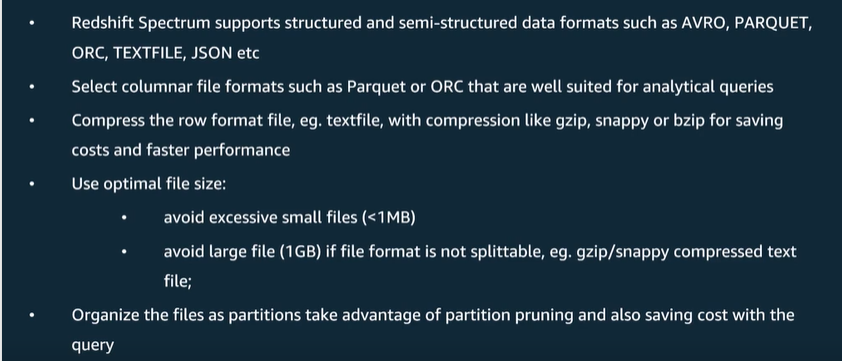 • Redshift Spectrum supports structured and semi-structured data formats such as AVRO, PARQUET,
ORC, TEXTFILE, JSON etc
• Select columnar file formats such as Parquet or ORC that are well suited for analytical queries
• Compress the row format file, eg. textfile, with compression like gzip, snappy or bzip for saving
costs and faster performance
• Use optimal file size:
• avoid excessive small files (<1MB)
• avoid large file (1GB) if file format is not splittable, eg. gzip/snappy compressed text
file;
• Organize the files as partitions take advantage of partition pruning and also saving cost with the
query